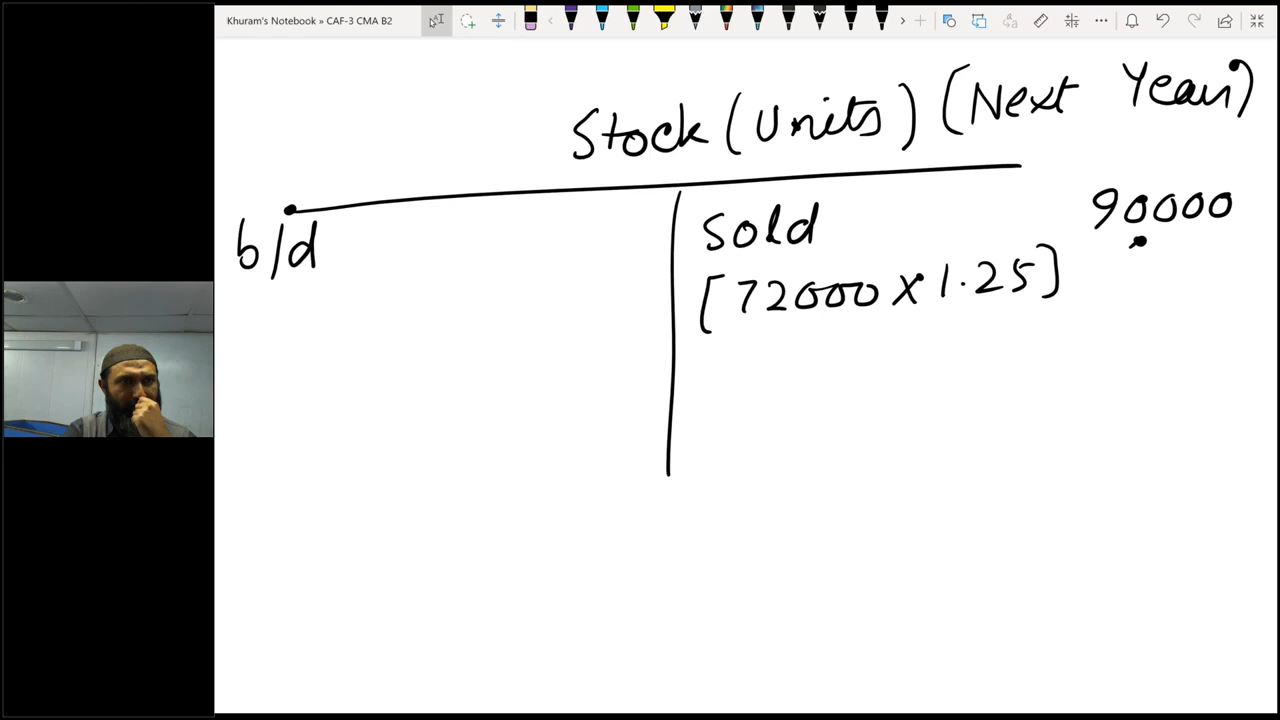 Khuram's Notebook » CAF-3 CMA B2
Stock (Units) (Next Year)
b/d
Sold
90000
[72000 x 1.25]